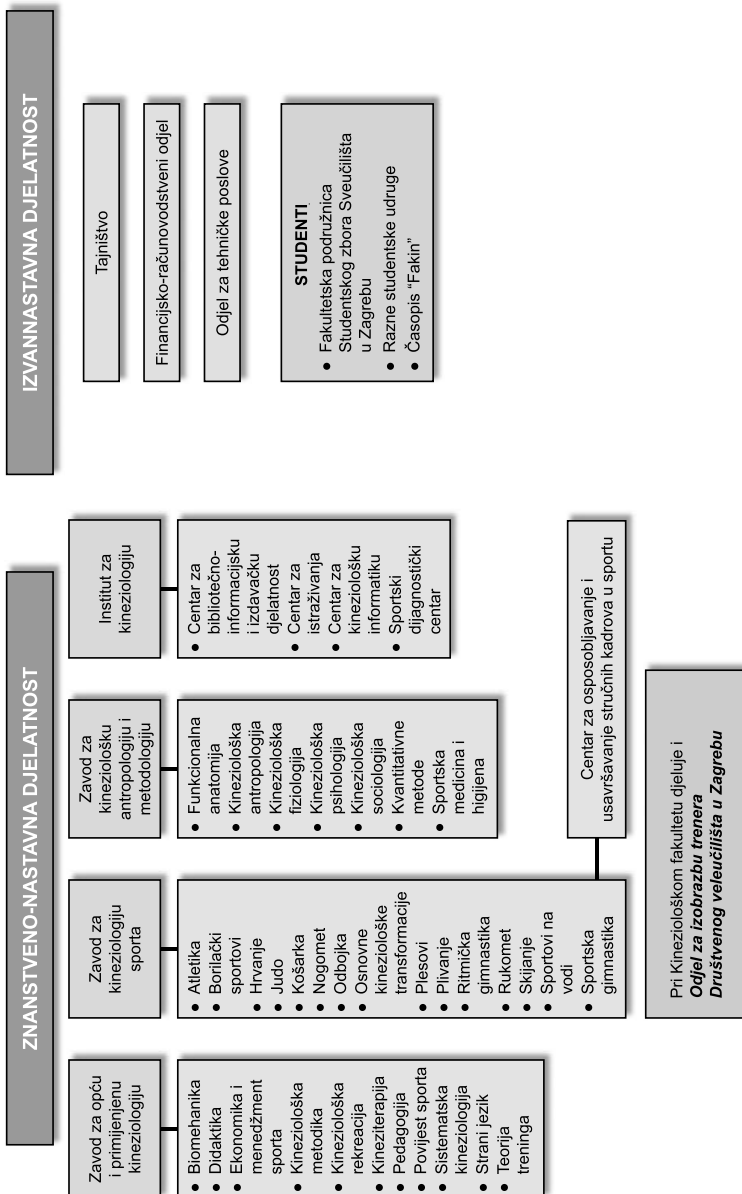 ZNANSTVENO-NASTAVNA DJELATNOST
Zavod za opću
i primijenjenu
kineziologiju
• Biomehanika
• Didaktika
• Ekonomika i
menedžment
sporta
• Kineziološka
metodika
• Kineziološka
rekreacija
• Kineziterapija
• Pedagogija
• Povijest sporta
• Sistematska
kineziologija
• Strani jezik
• Teorija
treninga
Zavod za
kineziologiju
sporta
• Atletika
• Borilački
sportovi
• Hrvanje
• Judo
• Košarka
• Nogomet
• Odbojka
• Osnovne
kineziološke
transformacije
• Plesovi
• Plivanje
• Ritmička
gimnastika
• Rukomet
• Skijanje
• Sportovi na
vodi
• Sportska
gimnastika
Zavod za
kineziološku
antropologiju i
metodologiju
• Funkcionalna
anatomija
• Kineziološka
antropologija
• Kineziološka
fiziologija
• Kineziološka
psihologija
• Kineziološka
sociologija
• Kvantitativne
metode
• Sportska
medicina i
higijena
Institut za
kineziologiju
• Centar za
bibliotečno-
informacijsku
i izdavačku
djelatnost
• Centar za
istraživanja
• Centar za
kineziološku
informatiku
• Sportski
dijagnostički
centar
Centar za osposobljavanje i
usavršavanje stručnih kadrova u sportu
Pri Kineziološkom fakultetu djeluje i
Odjel za izobrazbu trenera
Društvenog veleučilišta u Zagrebu
IZVANNASTAVNA DJELATNOST
Tajništvo
Financijsko-računovodstveni odjel
Odjel za tehničke poslove
STUDENTI
• Fakultetska podružnica
Studentskog zbora Sveučilišta
u Zagrebu
• Razne studentske udruge
• Časopis “Fakin”